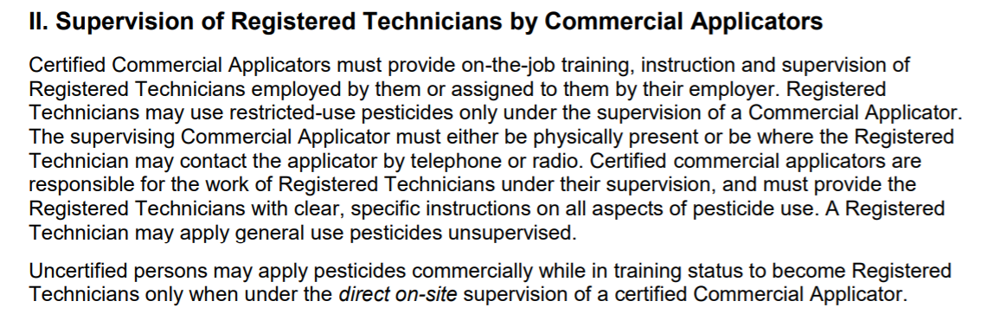 II. Supervision of Registered Technicians by Commercial Applicators
Certified Commercial Applicators must provide on-the-job training, instruction and supervision of
Registered Technicians employed by them or assigned to them by their employer. Registered
Technicians may use restricted-use pesticides only under the supervision of a Commercial Applicator.
The supervising Commercial Applicator must either be physically present or be where the Registered
Technician may contact the applicator by telephone or radio. Certified commercial applicators are
responsible for the work of Registered Technicians under their supervision, and must provide the
Registered Technicians with clear, specific instructions on all aspects of pesticide use. A Registered
Technician may apply general use pesticides unsupervised.
Uncertified persons may apply pesticides commercially while in training status to become Registered
Technicians only when under the direct on-site supervision of a certified Commercial Applicator.